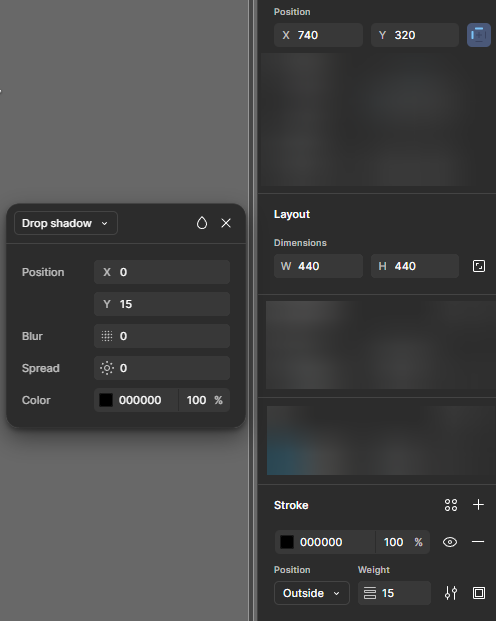 Position
X 740
Y 320
Layout
Dimensions
W 440
H 440
Drop shadow
Position
X 0
Y 15
Blur
0
Spread
0
Color
000000
100 %
Stroke
000000
100 %
Position
Weight
Outside
15